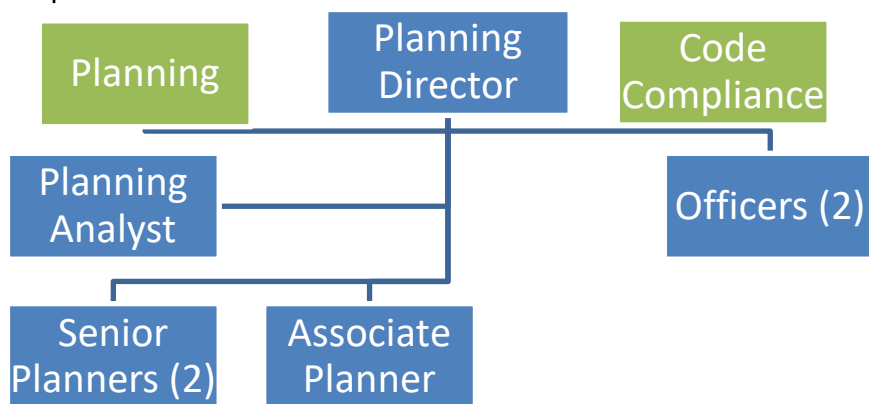 Planning
Planning
Director
Code
Compliance
Planning
Analyst
Officers (2)
Senior
Planners (2)
Associate
Planner